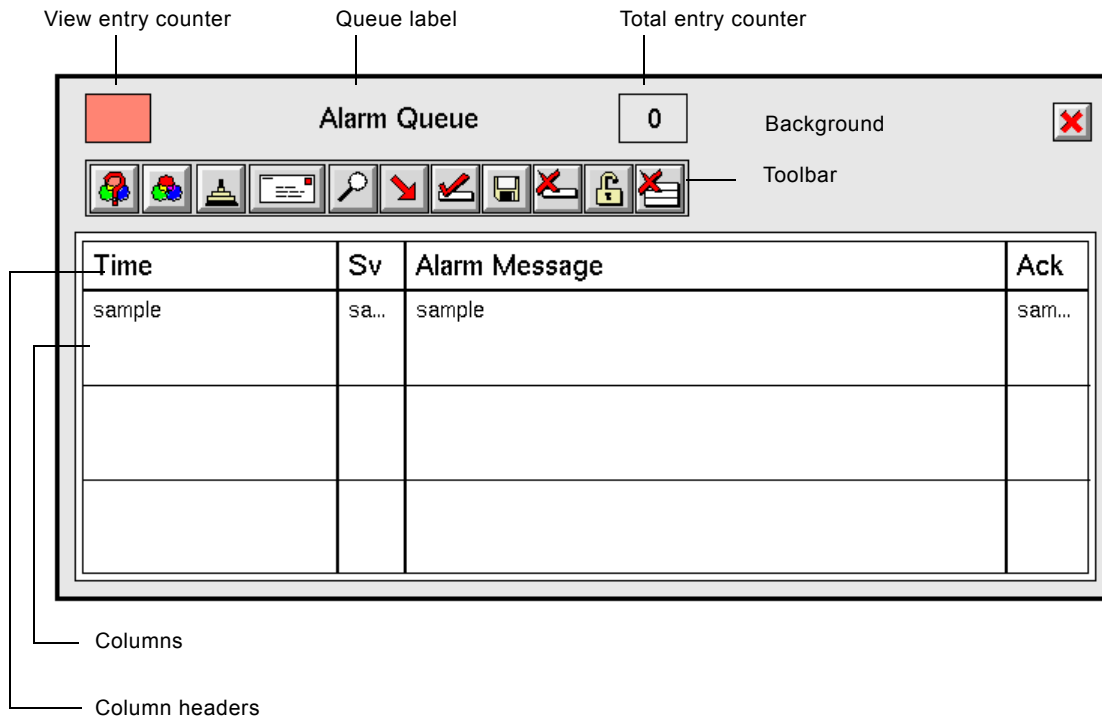 View entry counter Queue label Total entry counter
Alarm Queue 0 Background
Toolbar
Time Sv Alarm Message Ack
sample sa... sample sam...
Columns
Column headers